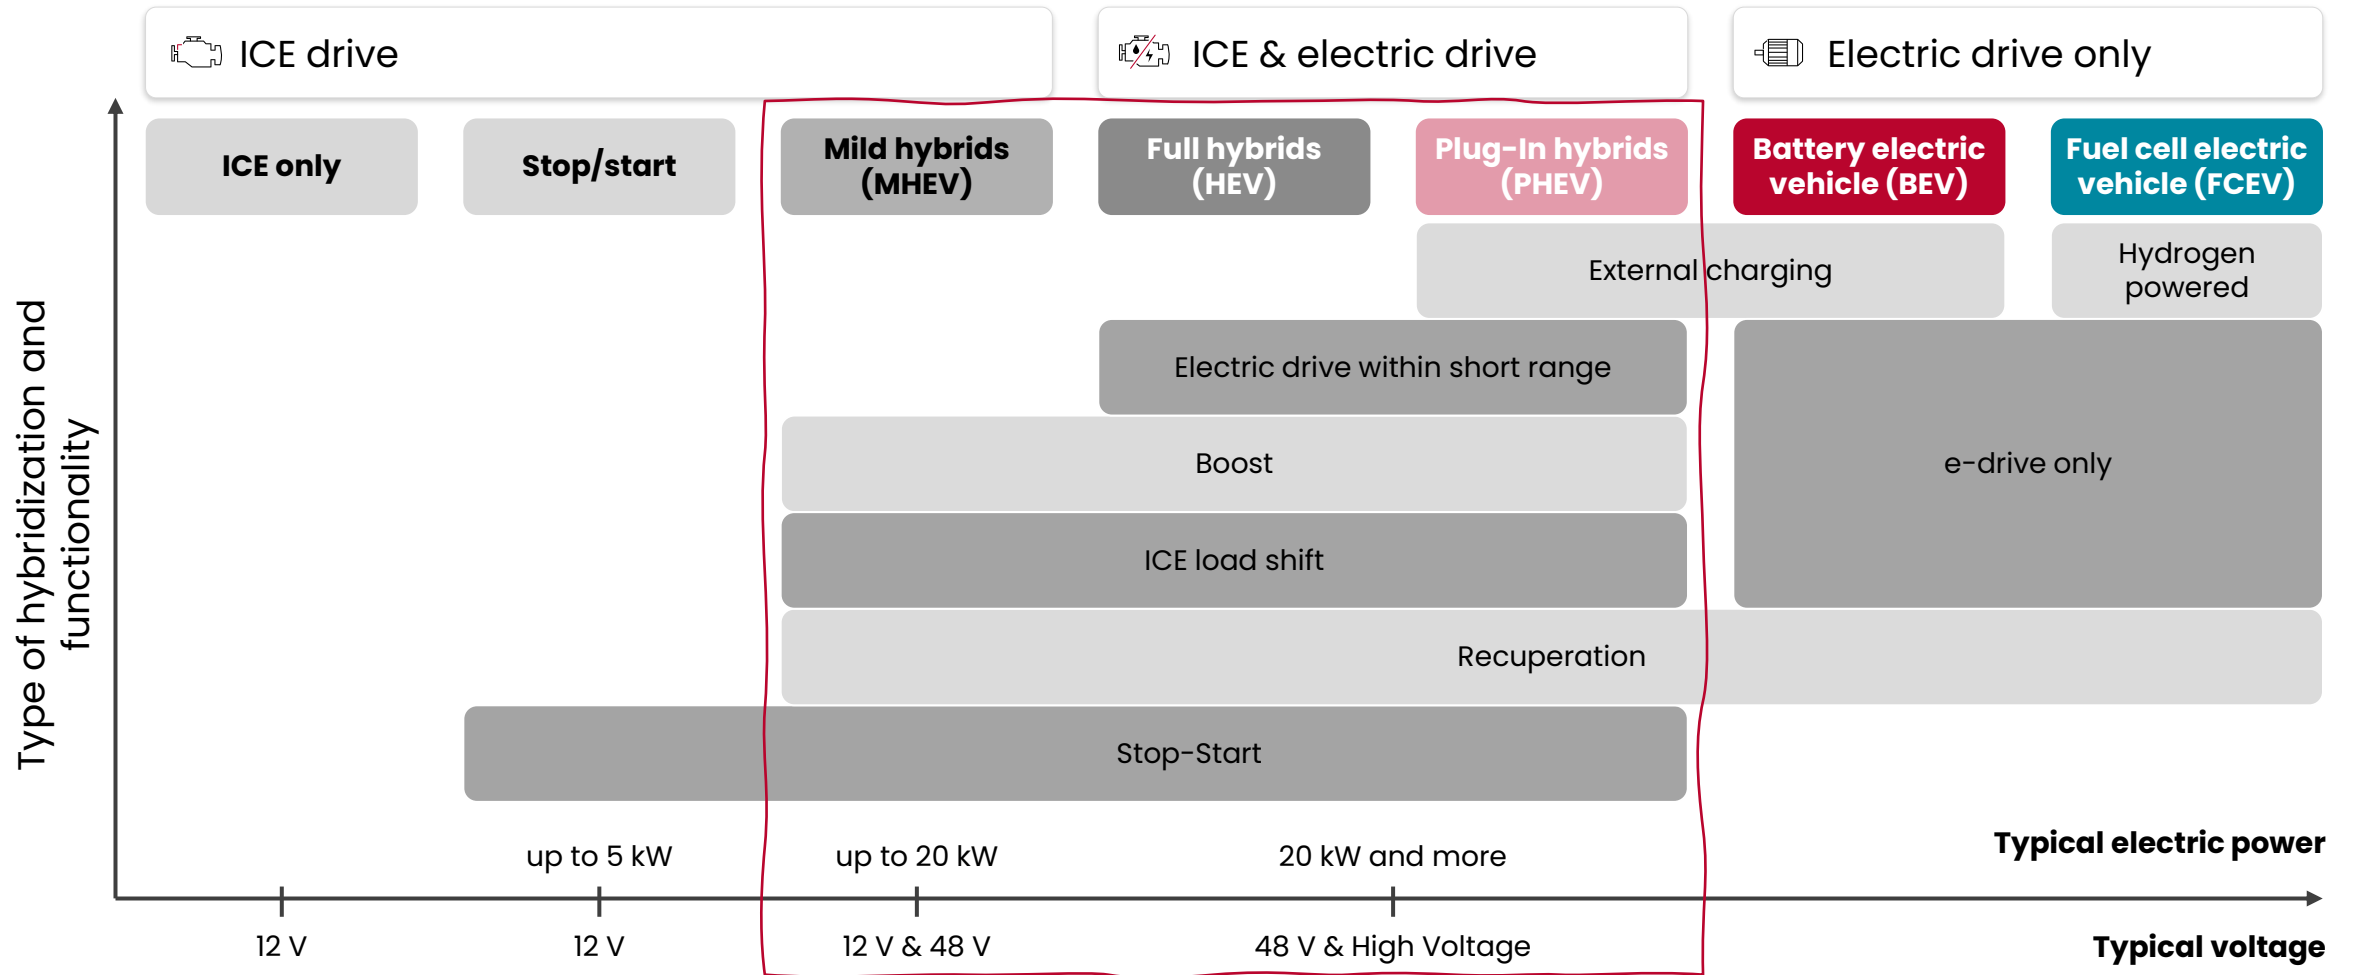 ICE drive
ICE & electric drive
Electric drive only
ICE only
Stop/start
Mild hybrids
(MHEV)
Full hybrids
(HEV)
Plug-In hybrids
(PHEV)
Battery electric
vehicle (BEV)
Fuel cell electric
vehicle (FCEV)
External charging
Hydrogen
powered
Electric drive within short range
Boost
e-drive only
ICE load shift
Recuperation
Stop-Start
Type of hybridization and
functionality
up to 5 kW
up to 20 kW
20 kW and more
Typical electric power
12 V
12 V
12 V & 48 V
48 V & High Voltage
Typical voltage